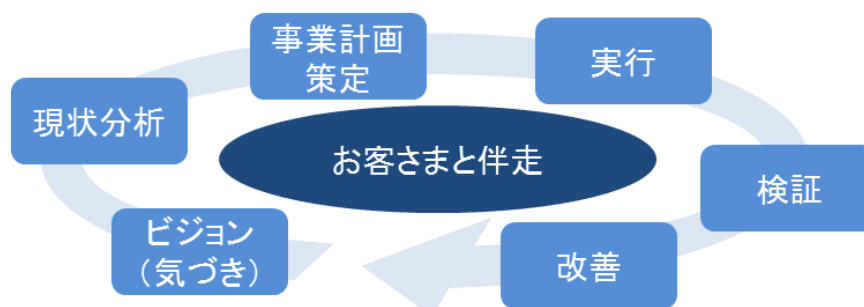 事業計画
策定
実行
現状分析
お客さまと伴走
検証
ビジョン
（気づき）
改善